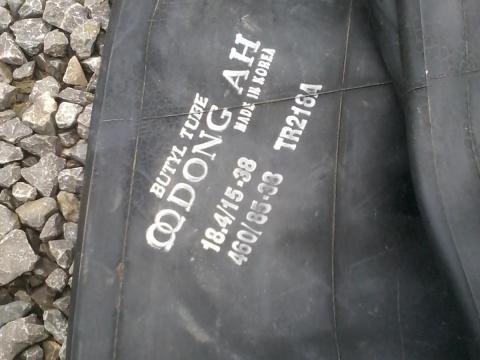 BUTYL TUBE
DONG AH
MADE IN KOREA
18.4/15-38
460/85-38 TR218A